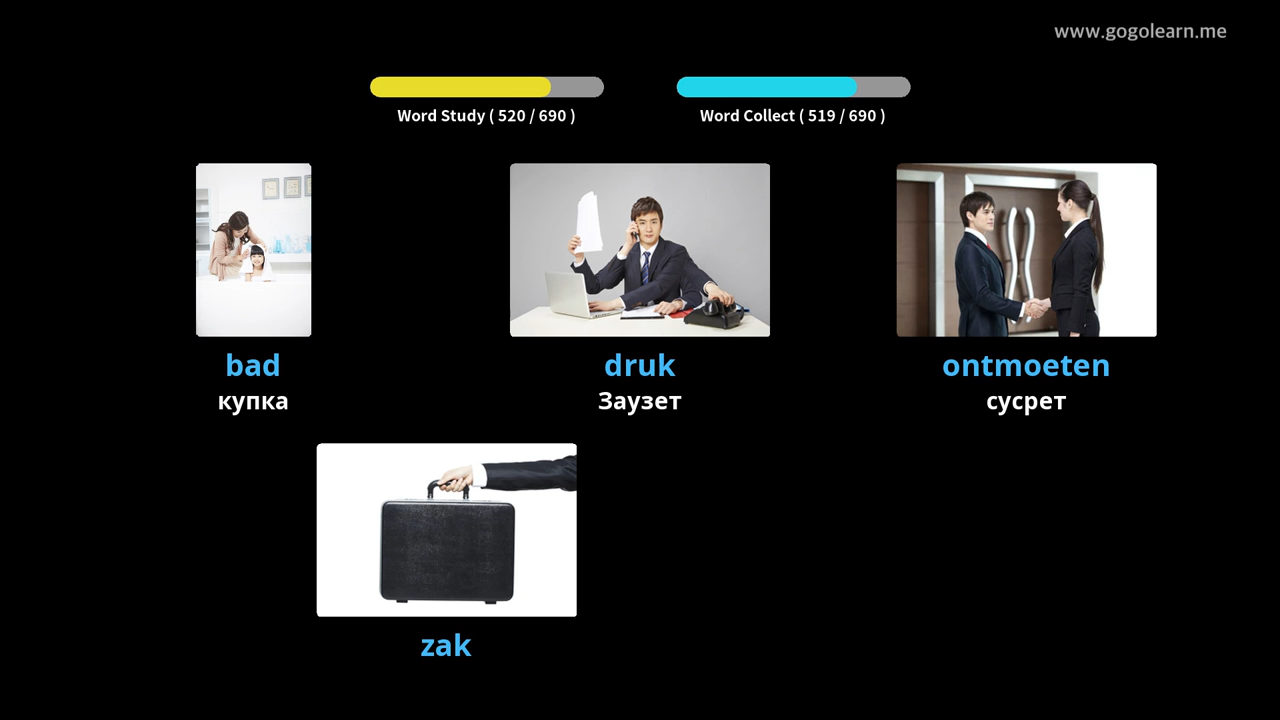 www.gogolearn.me
Word Study ( 520 / 690 )
Word Collect ( 519 / 690 )
bad
купка
druk
Заузет
ontmoeten
сусрет
zak